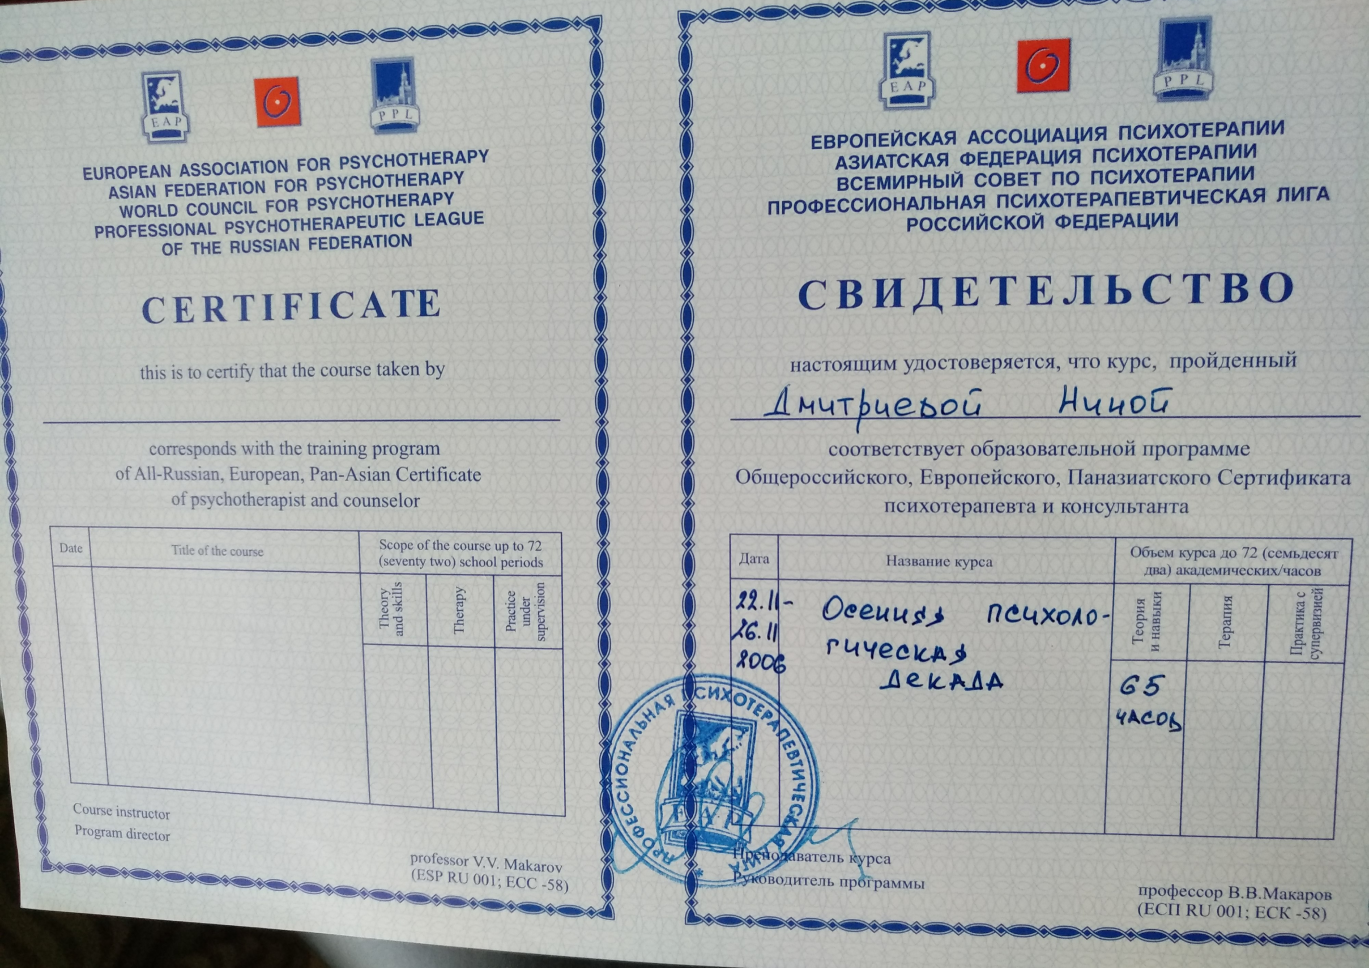 EAP
PPL
EUROPEAN ASSOCIATION FOR PSYCHOTHERAPY
ASIAN FEDERATION FOR PSYCHOTHERAPY
WORLD COUNCIL FOR PSYCHOTHERAPY
PROFESSIONAL PSYCHOTHERAPEUTIC LEAGUE
OF THE RUSSIAN FEDERATION
CERTIFICATE
this is to certify that the course taken by
corresponds with the training program
of All-Russian, European, Pan-Asian Certificate
of psychotherapist and counselor
Date
Title of the course
Scope of the course up to 72
(seventy two) school periods
Theory
and skills
Therapy
Practice
under
supervision
Course instructor
Program director
professor V.V. Makarov
(ESP RU 001; ECC -58)
EAP
PPL
ЕВРОПЕЙСКАЯ АССОЦИАЦИЯ ПСИХОТЕРАПИИ
АЗИАТСКАЯ ФЕДЕРАЦИЯ ПСИХОТЕРАПИИ
ВСЕМИРНЫЙ СОВЕТ ПО ПСИХОТЕРАПИИ
ПРОФЕССИОНАЛЬНАЯ ПСИХОТЕРАПЕВТИЧЕСКАЯ ЛИГА
РОССИЙСКОЙ ФЕДЕРАЦИИ
СВИДЕТЕЛЬСТВО
настоящим удостоверяется, что курс, пройденный
Дмитриевой Ниной
соответствует образовательной программе
Общероссийского, Европейского, Паназиатского Сертификата
психотерапевта и консультанта
Дата
Название курса
Объем курса до 72 (семьдесят
два) академических/часов
Теория
и навыки
Терапия
Практика с
супервизией
22.11-
26.11
2006
Осенняя психоло-
гическая
декада
65
часов
ПРОФЕССИОНАЛЬНАЯ ПСИХОТЕРАПЕВТИЧЕСКАЯ ЛИГА
Преподаватель курса
Руководитель программы
профессор В.В.Макаров
(ЕСП RU 001; ЕСК -58)